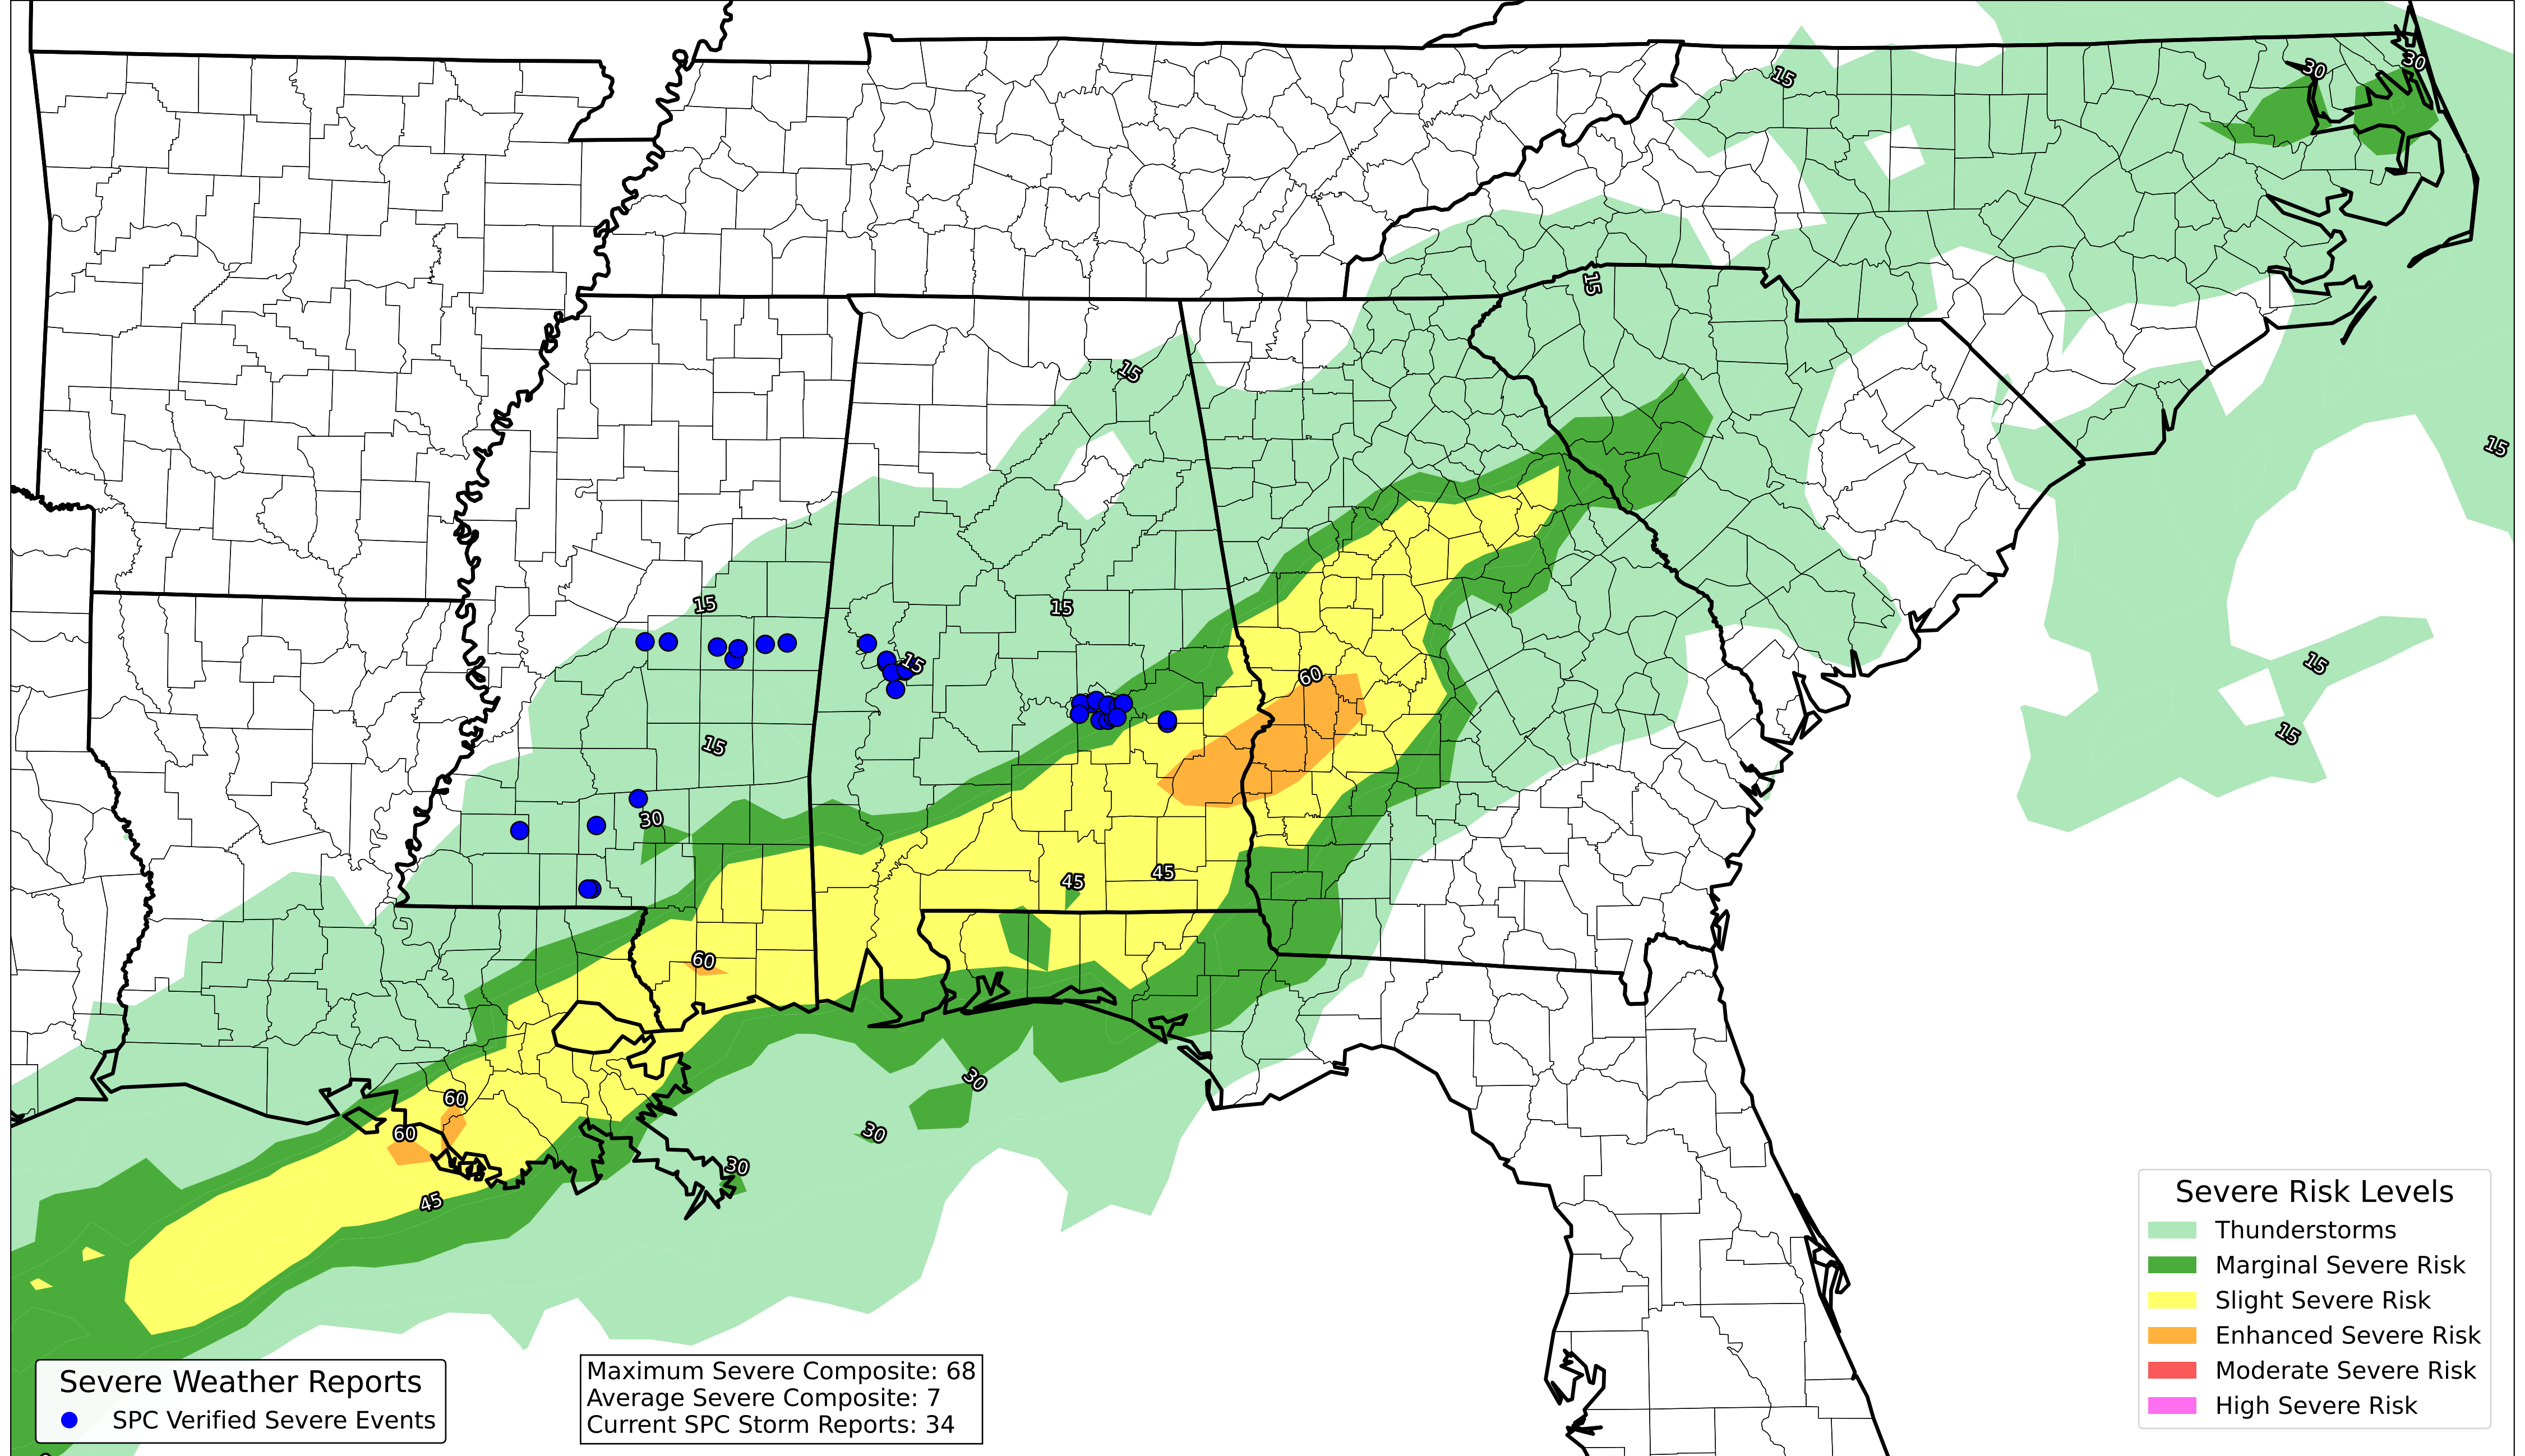 15
30
30
15
15
15
15
15
15
60
15
15
15
30
45
45
60
30
60
30
60
30
45
Severe Risk Levels
Thunderstorms
Marginal Severe Risk
Slight Severe Risk
Enhanced Severe Risk
Moderate Severe Risk
High Severe Risk
Severe Weather Reports
SPC Verified Severe Events
Maximum Severe Composite: 68
Average Severe Composite: 7
Current SPC Storm Reports: 34